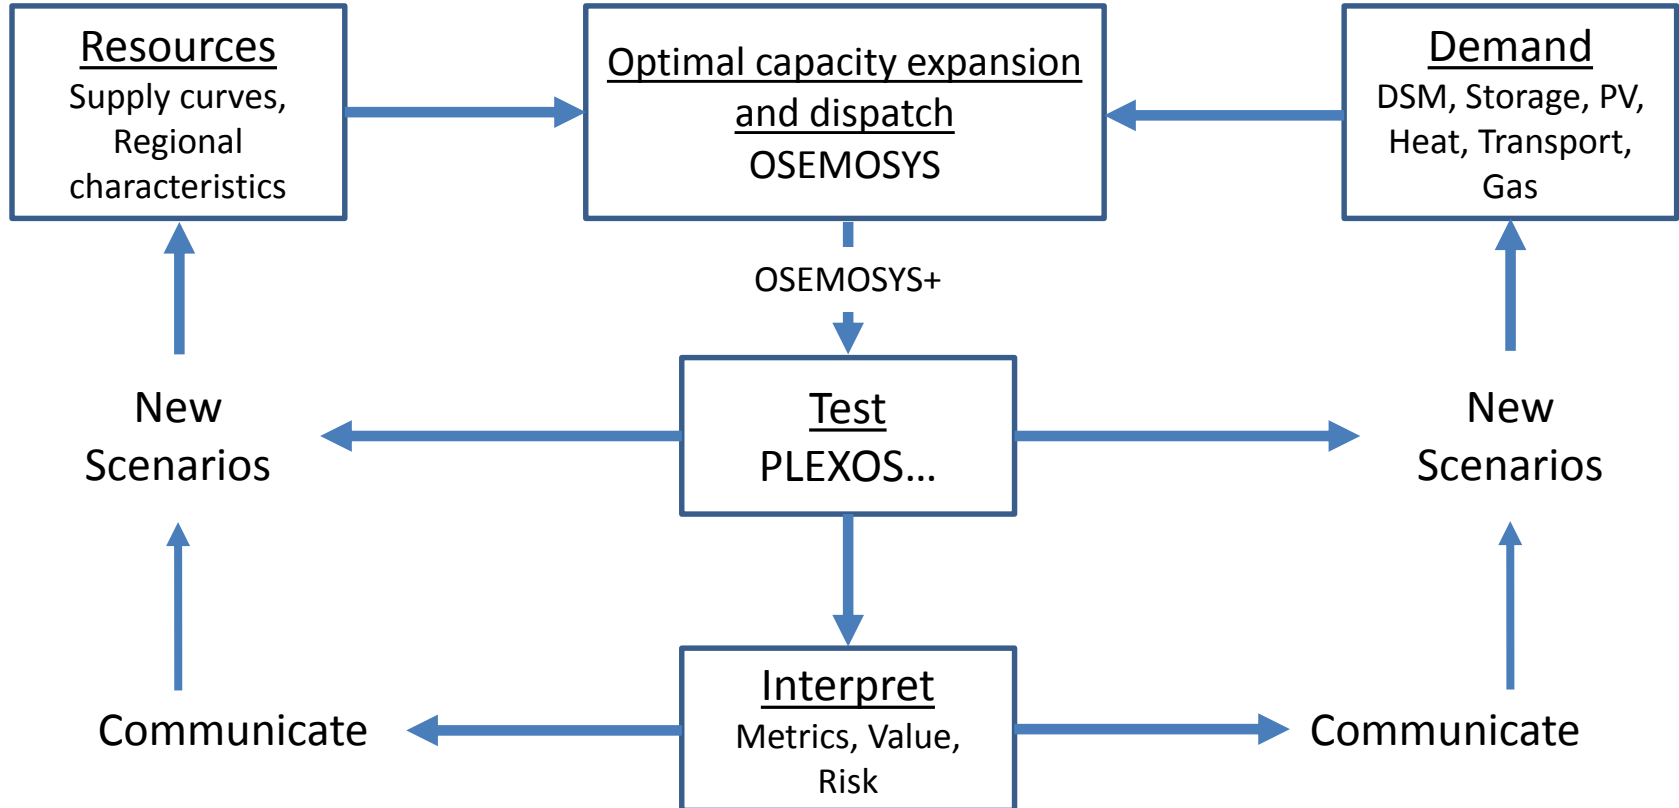 Resources
Supply curves,
Regional
characteristics
Optimal capacity expansion
and dispatch
OSEMOSYS
Demand
DSM, Storage, PV,
Heat, Transport,
Gas
OSEMOSYS+
New
Scenarios
Test
PLEXOS...
New
Scenarios
Communicate
Interpret
Metrics, Value,
Risk
Communicate